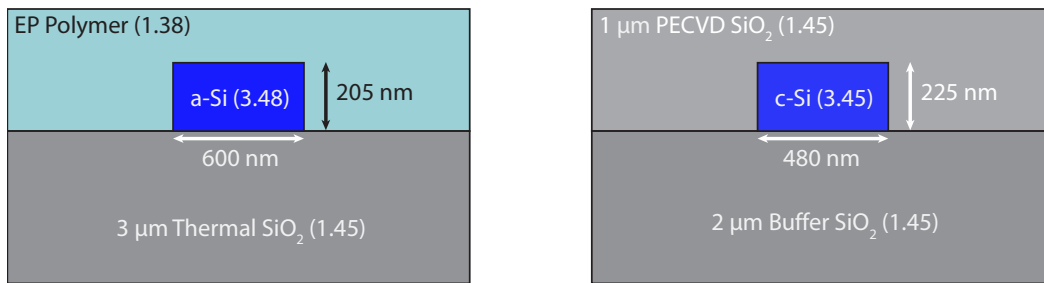 EP Polymer (1.38)
a-Si (3.48)
205 nm
600 nm
3 μm Thermal SiO₂ (1.45)
1 μm PECVD SiO₂ (1.45)
c-Si (3.45)
225 nm
480 nm
2 μm Buffer SiO₂ (1.45)